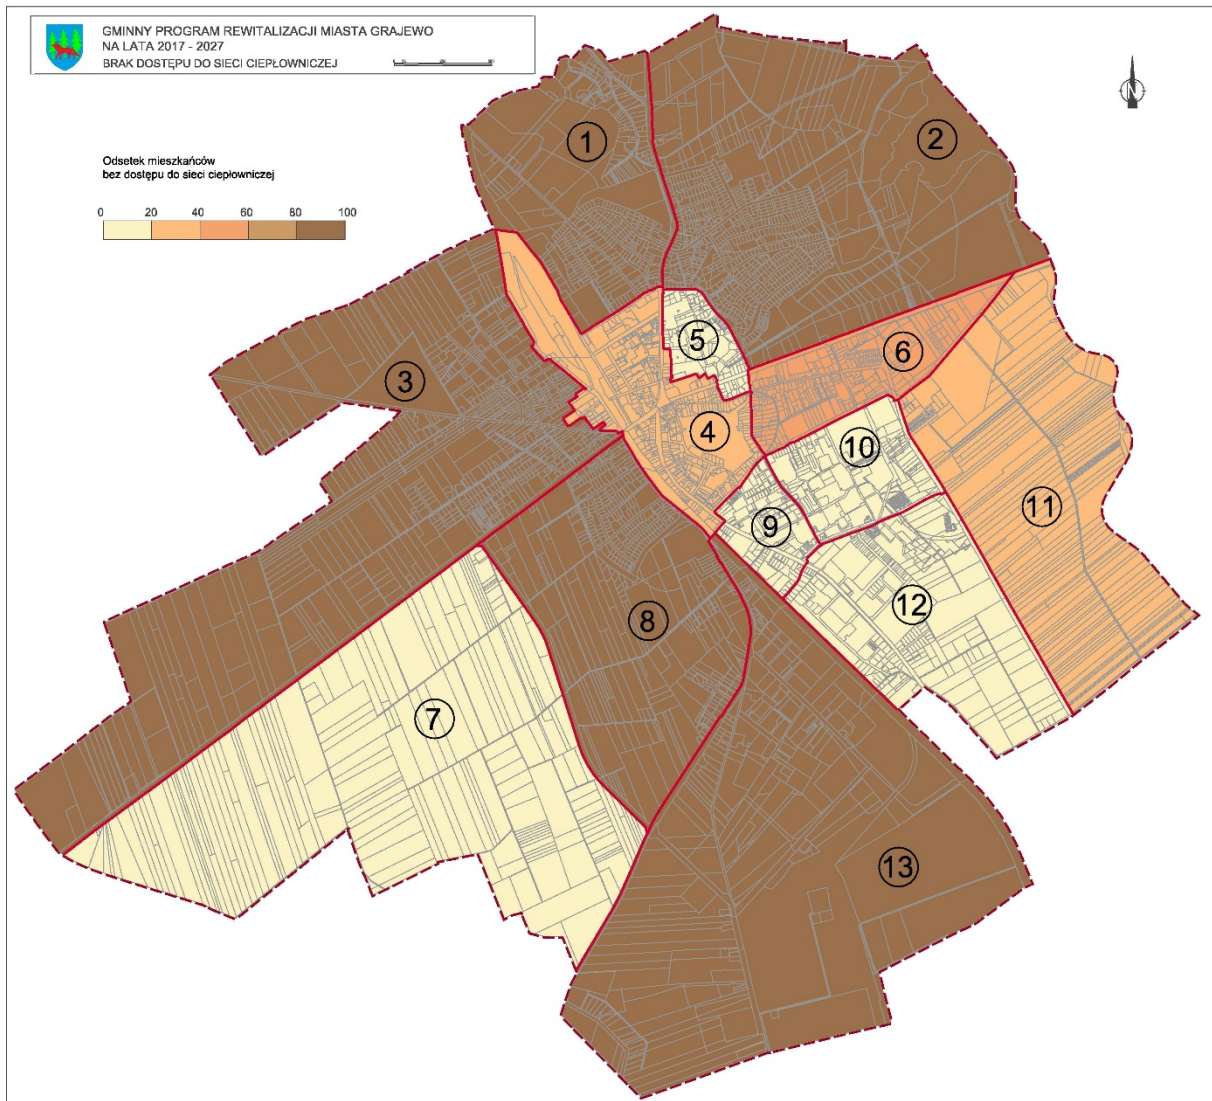 GMINNY PROGRAM REWITALIZACJI MIASTA GRAJEWO
NA LATA 2017 - 2027
BRAK DOSTĘPU DO SIECI CIEPŁOWNICZEJ
N
Odsetek mieszkańców
bez dostępu do sieci ciepłowniczej
0 20 40 60 80 100
1
2
3
4
5
6
7
8
9
10
11
12
13